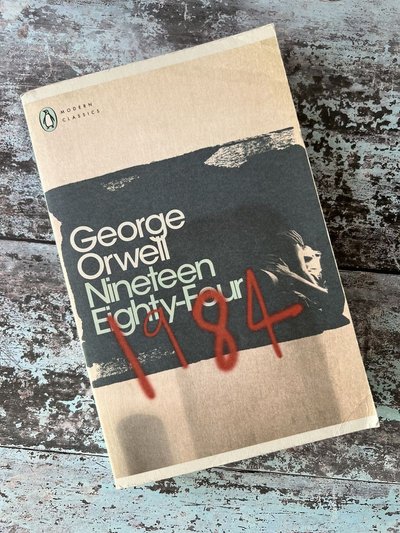 MODERN
CLASSICS
George
Orwell
Nineteen
Eighty-Four
1984